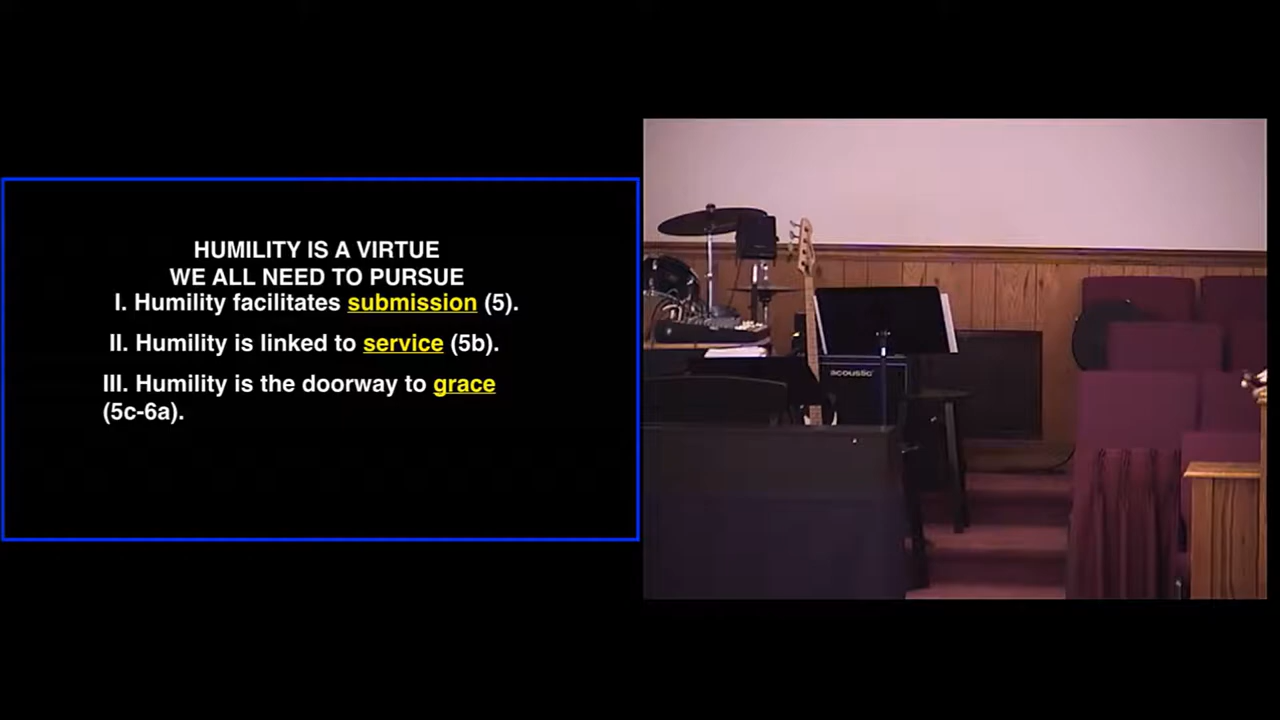 HUMILITY IS A VIRTUE
WE ALL NEED TO PURSUE
I. Humility facilitates submission (5).
II. Humility is linked to service (5b).
III. Humility is the doorway to grace
(5c-6a).
acoustic